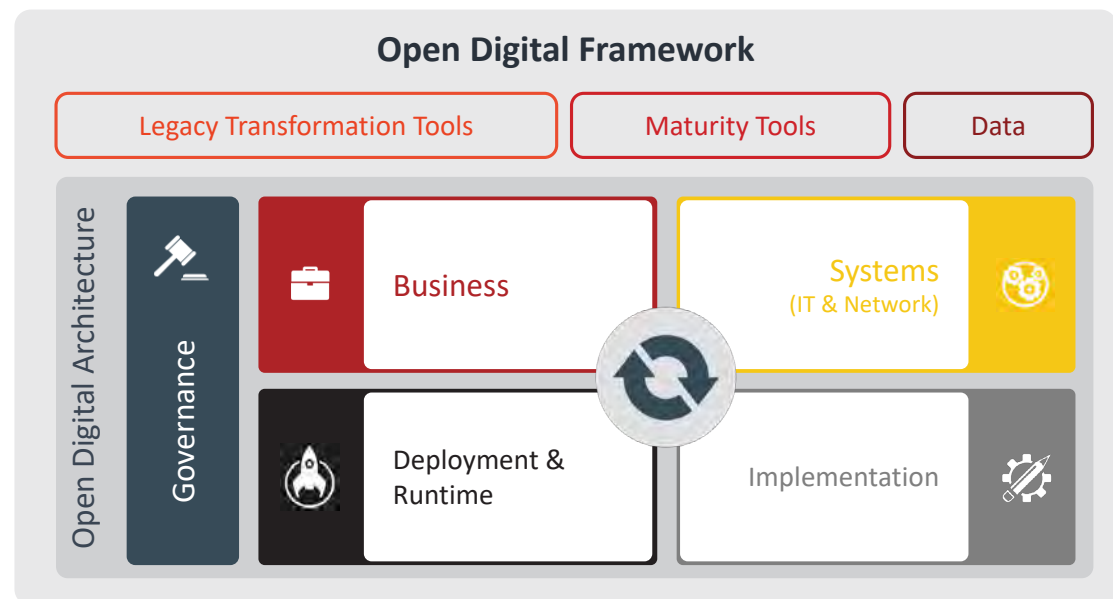 Open Digital Framework
Legacy Transformation Tools
Maturity Tools
Data
Open Digital Architecture
Governance
Business
Systems
(IT & Network)
Deployment &
Runtime
Implementation